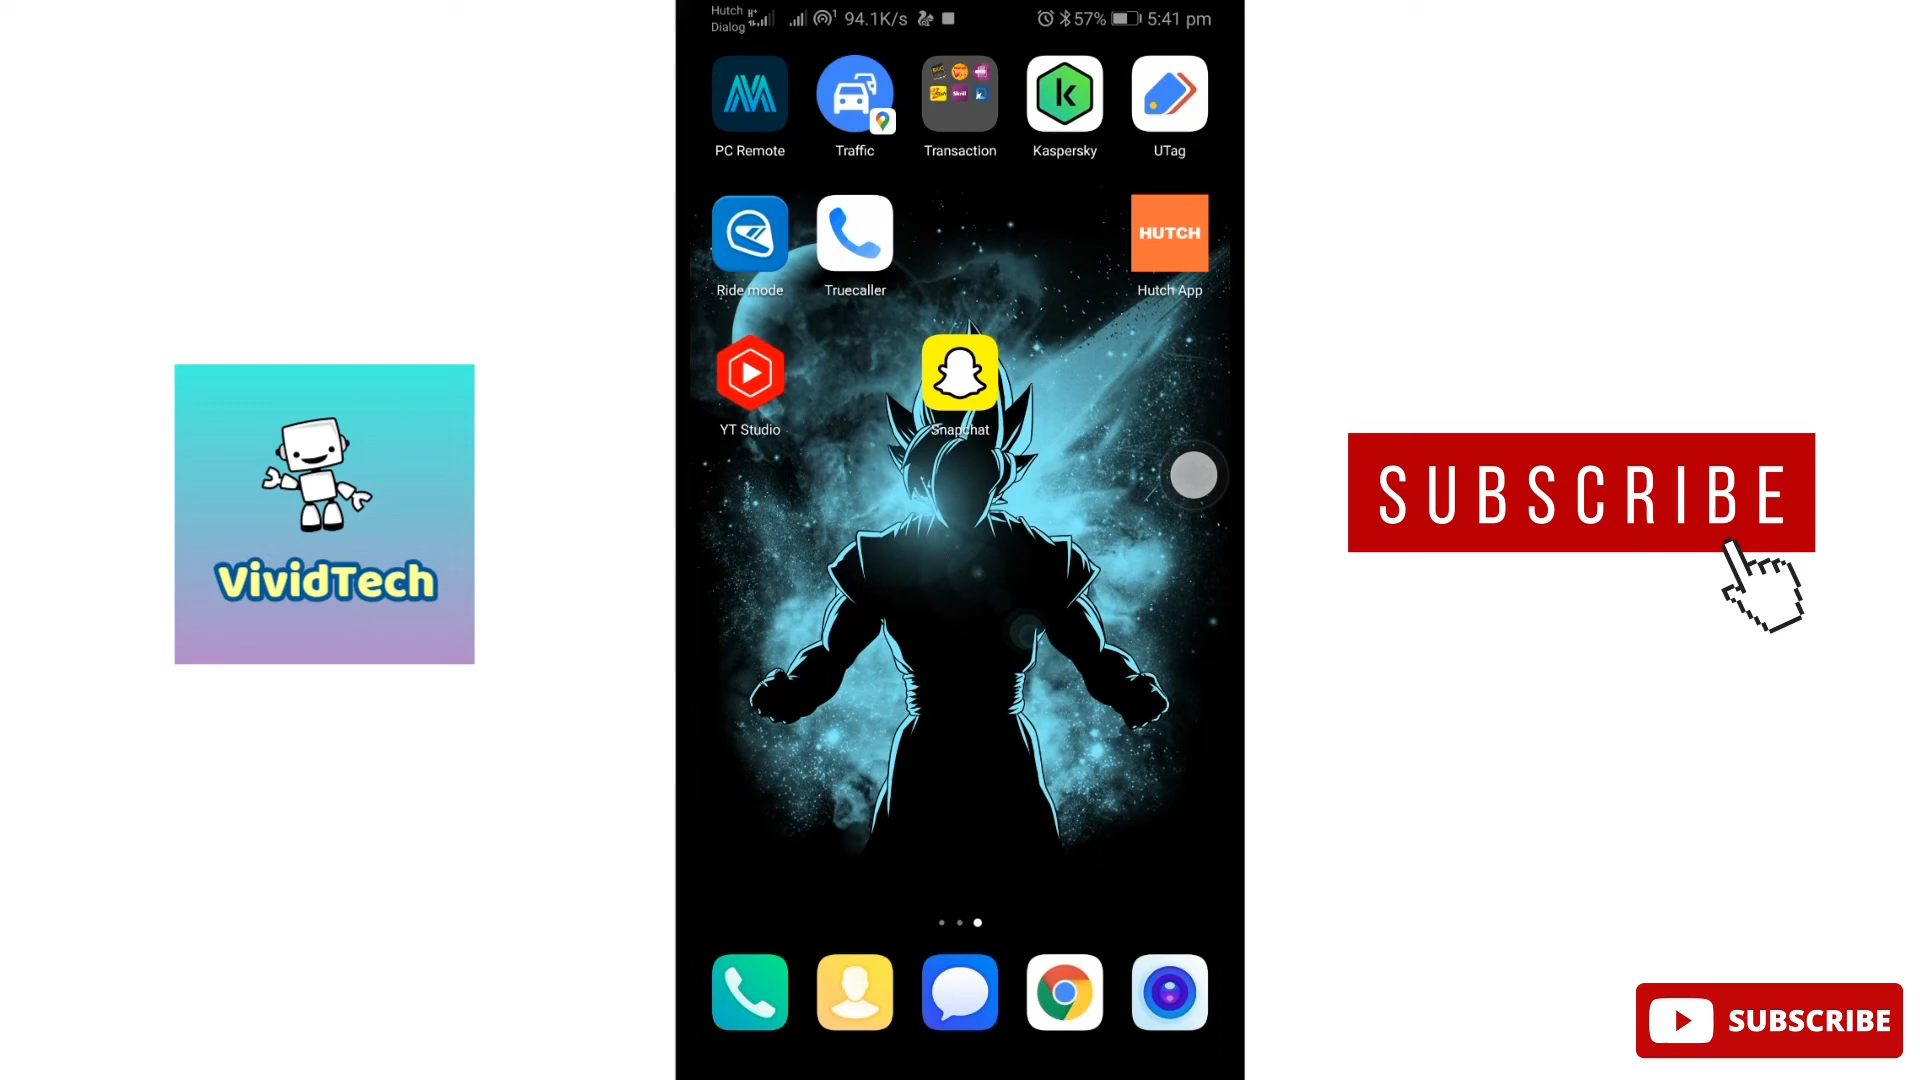 Hutch
Dialog
94.1K/s
57%
5:41 pm
PC Remote
Traffic
Transaction
Kaspersky
UTag
HUTCH
Ride mode
Truecaller
Hutch App
YT Studio
Snapchat
VividTech
SUBSCRIBE
SUBSCRIBE